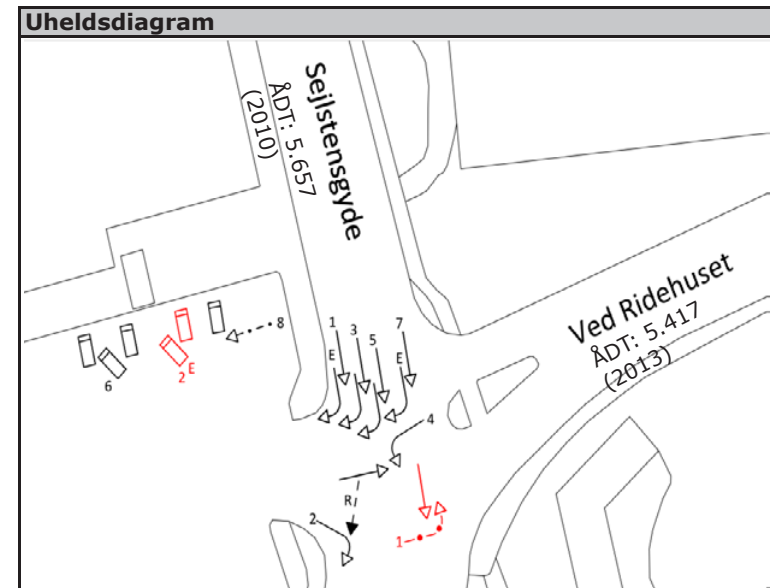 Uheldsdiagram
Sejlstensgyde
ÅDT: 5.657
(2010)
Ved Ridehuset
ÅDT: 5.417
(2013)
8
1
3
5
7
E
E
2 E
6
4
R
2
1